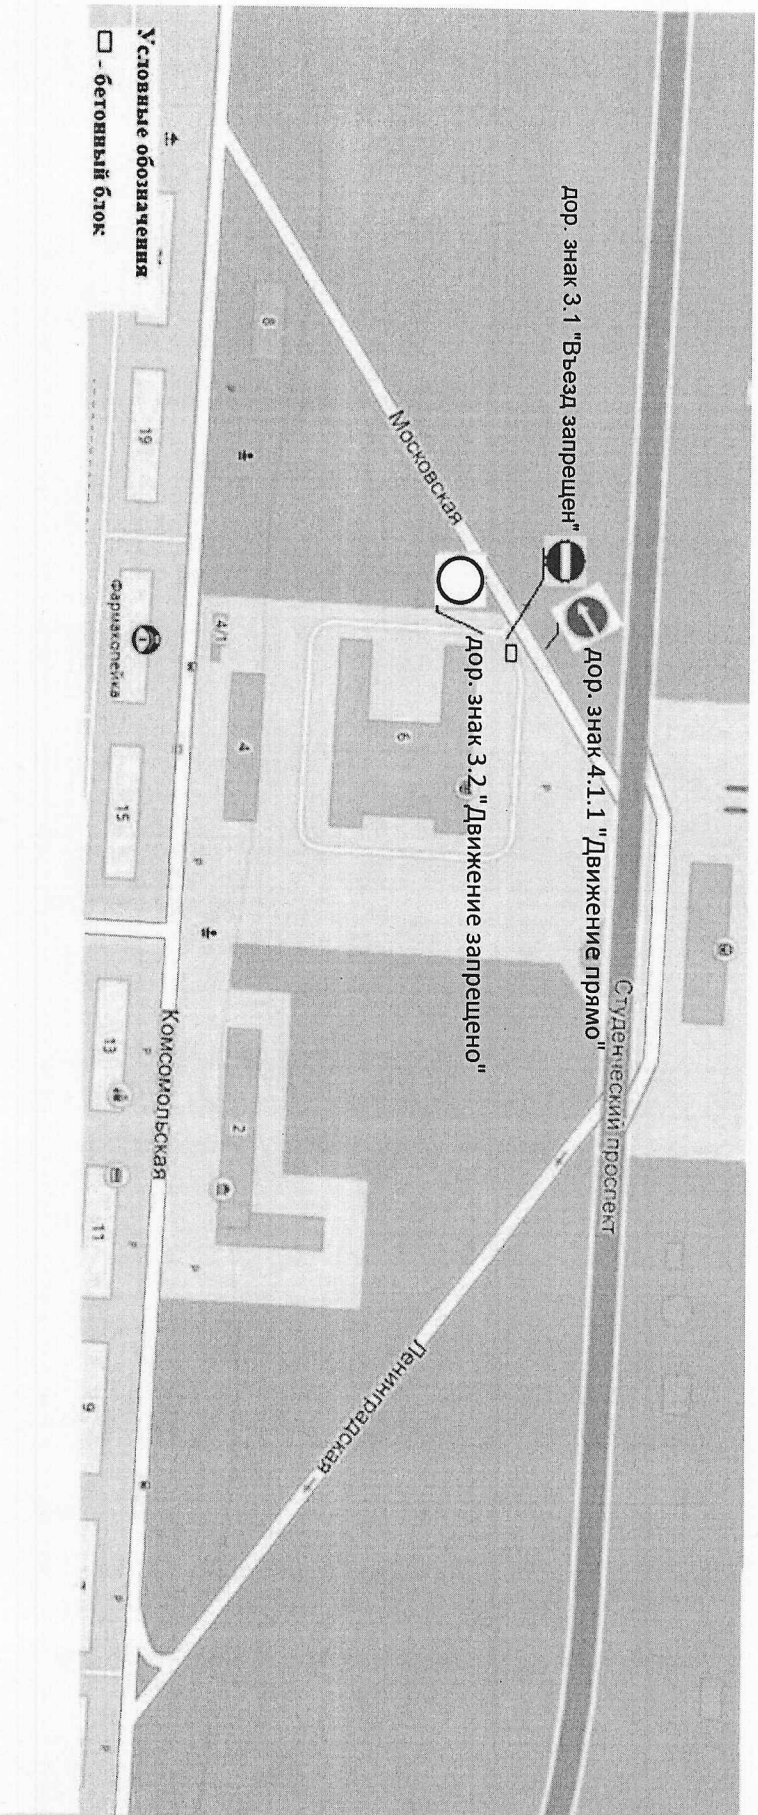 Условные обозначения
- бетонный блок
дор. знак 3.1 "Въезд запрещен"
дор. знак 4.1.1 "Движение прямо"
дор. знак 3.2 "Движение запрещено"
Студенческий проспект
Московская
Ленинградская
Комсомольская
Фармакопейка
8
19
4/1
4
6
15
13
2
11
9
P
P
P
P
P
P
P
P
P